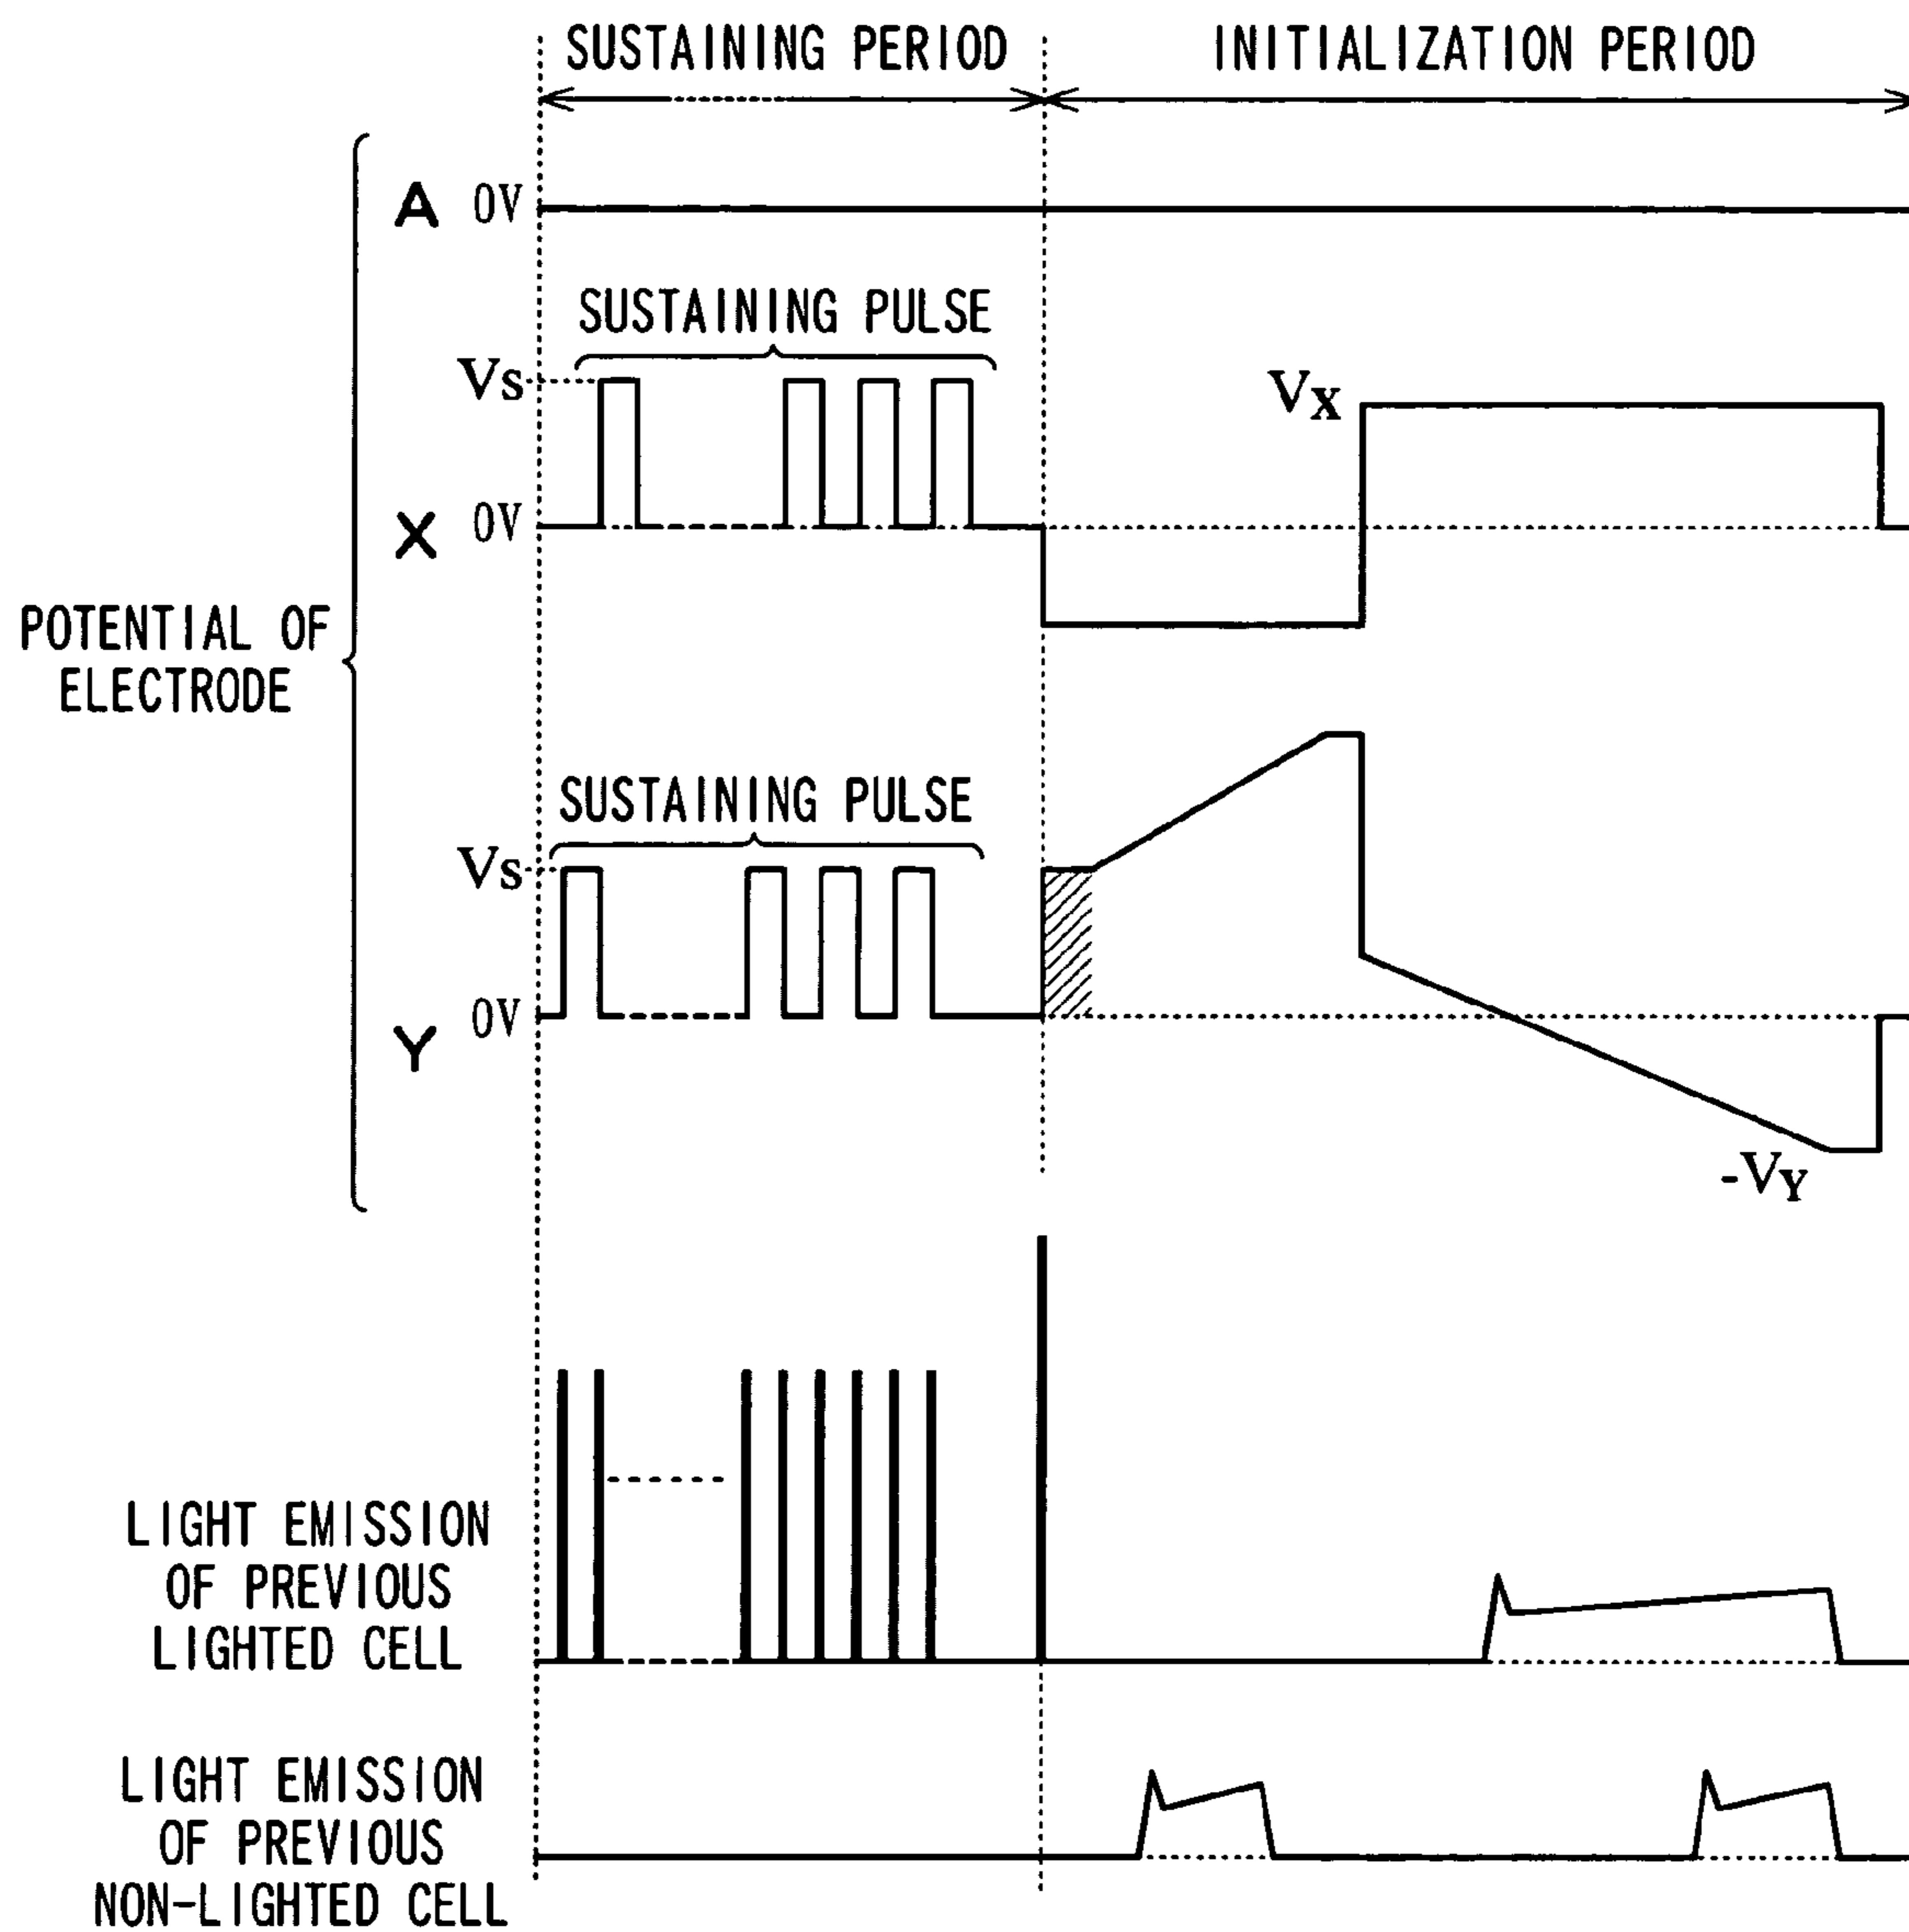 SUSTAINING PERIOD
INITIALIZATION PERIOD
A 0V
SUSTAINING PULSE
Vs
VX
X 0V
POTENTIAL OF
ELECTRODE
SUSTAINING PULSE
Vs
0V
Y
-VY
LIGHT EMISSION
OF PREVIOUS
LIGHTED CELL
LIGHT EMISSION
OF PREVIOUS
NON-LIGHTED CELL